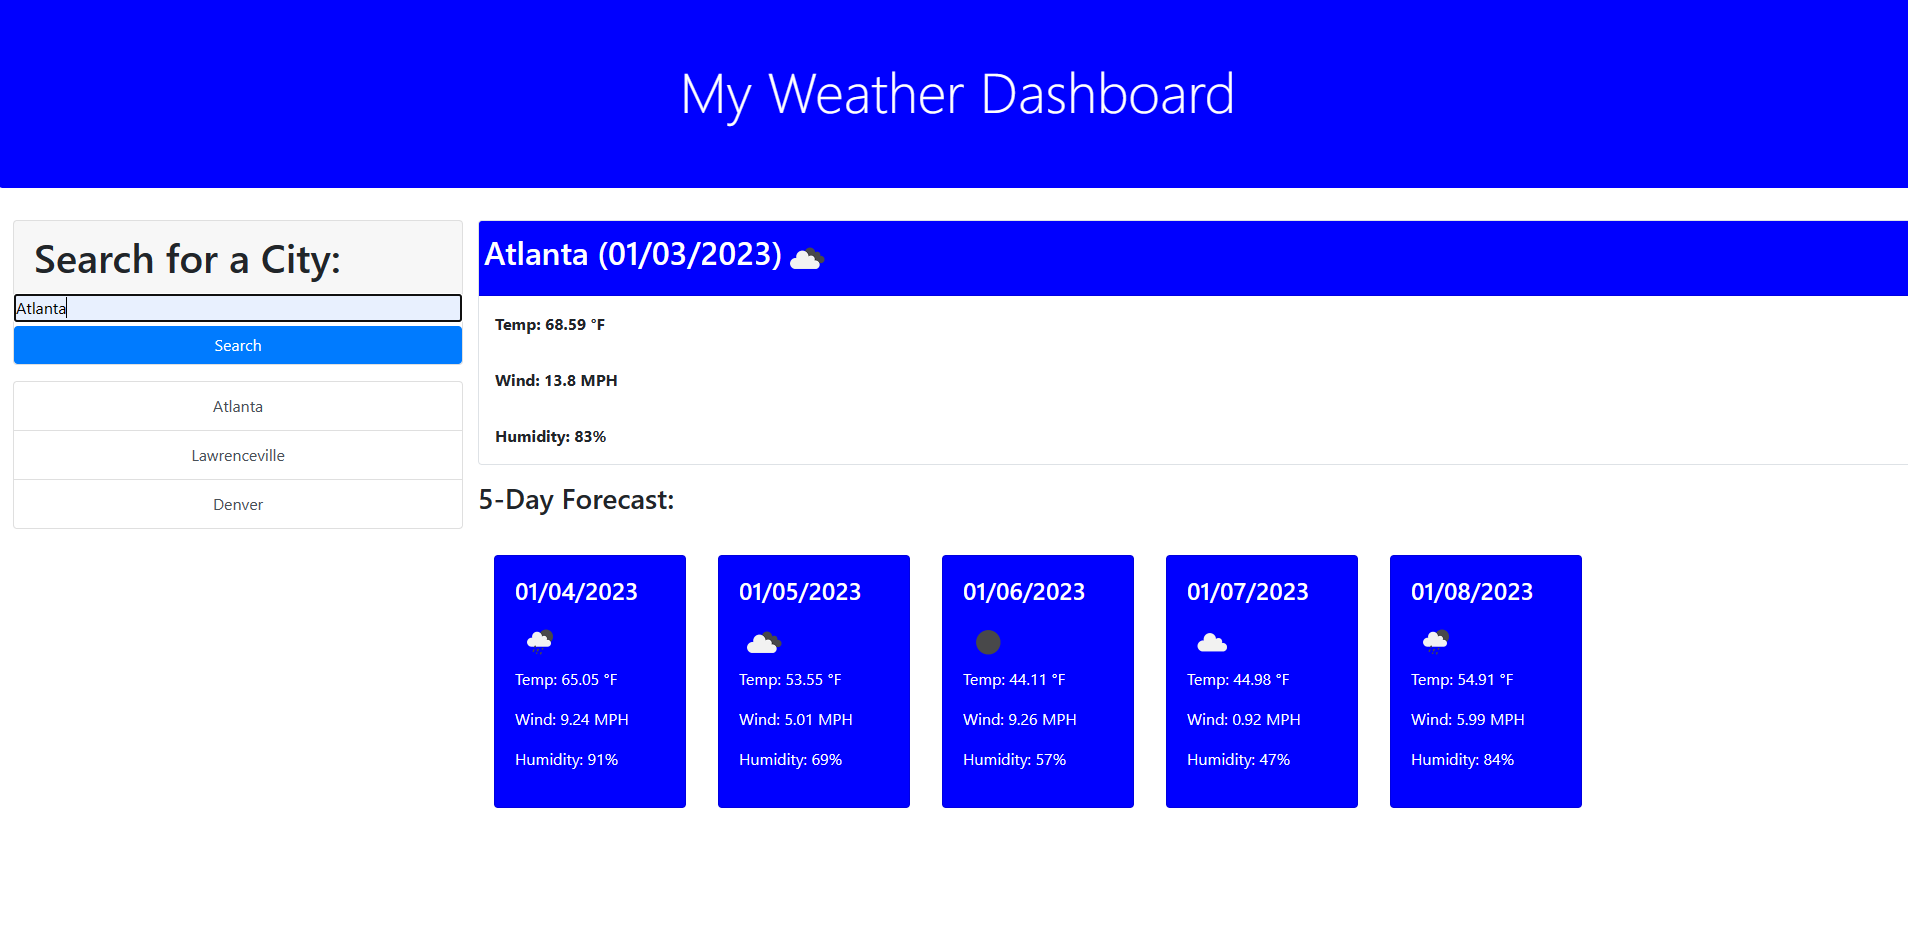 My Weather Dashboard
Search for a City:
Atlanta
Search
Atlanta
Lawrenceville
Denver
Atlanta (01/03/2023)
Temp: 68.59 °F
Wind: 13.8 MPH
Humidity: 83%
5-Day Forecast:
01/04/2023
Temp: 65.05 °F
Wind: 9.24 MPH
Humidity: 91%
01/05/2023
Temp: 53.55 °F
Wind: 5.01 MPH
Humidity: 69%
01/06/2023
Temp: 44.11 °F
Wind: 9.26 MPH
Humidity: 57%
01/07/2023
Temp: 44.98 °F
Wind: 0.92 MPH
Humidity: 47%
01/08/2023
Temp: 54.91 °F
Wind: 5.99 MPH
Humidity: 84%